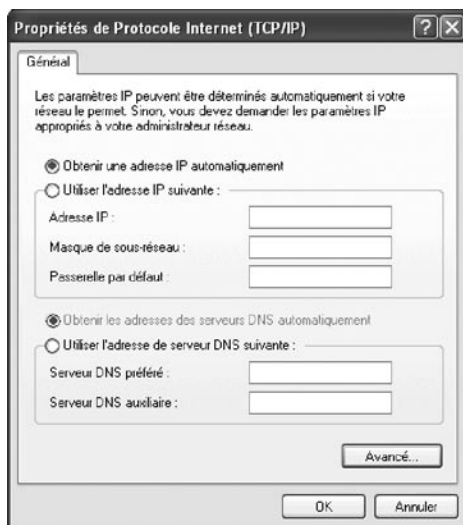 Propriétés de Protocole Internet (TCP/IP)
Général
Les paramètres IP peuvent être déterminés automatiquement si votre
réseau le permet. Sinon, vous devez demander les paramètres IP
appropriés à votre administrateur réseau.
Obtenir une adresse IP automatiquement
Utiliser l'adresse IP suivante :
Adresse IP :
Masque de sous-réseau :
Passerelle par défaut :
Obtenir les adresses des serveurs DNS automatiquement
Utiliser l'adresse de serveur DNS suivante :
Serveur DNS préféré :
Serveur DNS auxiliaire :
Avancé...
OK Annuler